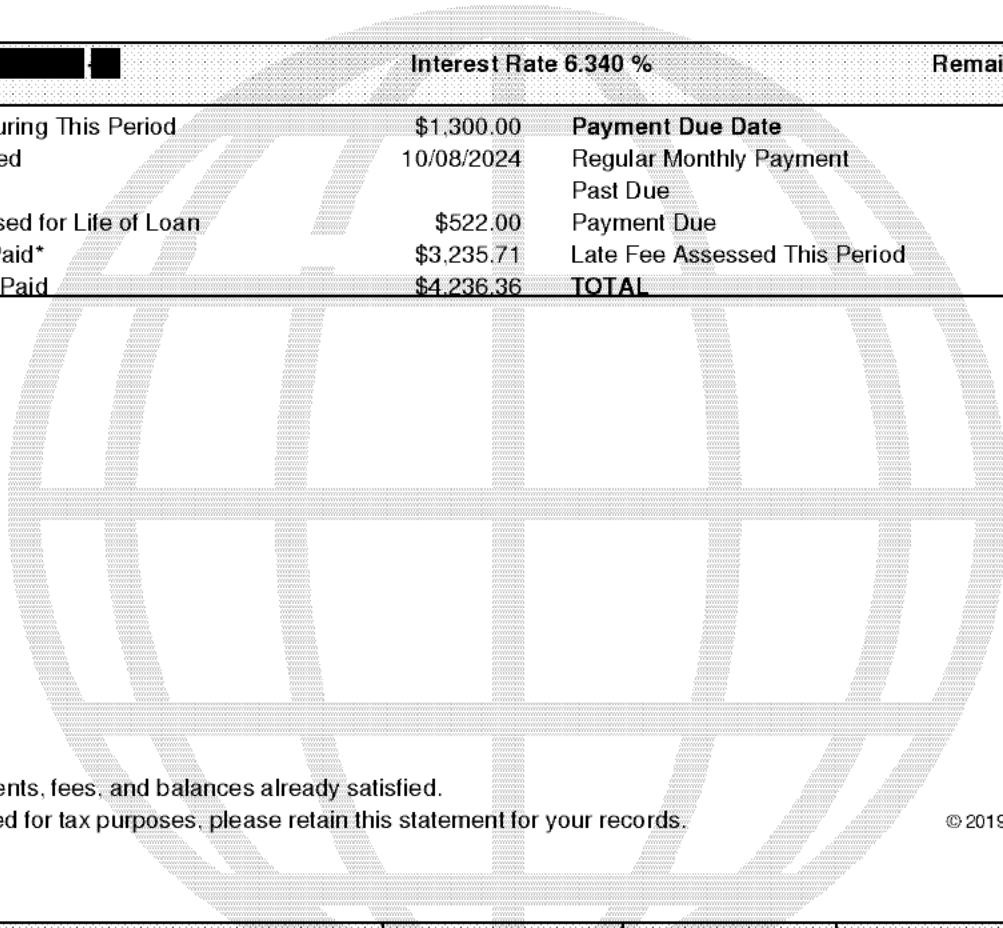 Interest Rate 6.340 % Remai
uring This Period $1,300.00 Payment Due Date
ed 10/08/2024 Regular Monthly Payment
Past Due
sed for Life of Loan $522.00 Payment Due
aid* $3,235.71 Late Fee Assessed This Period
Paid $4,236.36 TOTAL
ents, fees, and balances already satisfied.
ed for tax purposes, please retain this statement for your records.
© 2019